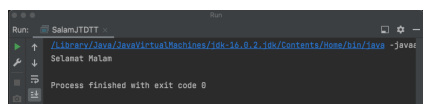 Run
Run: SalamJTDTT ×
/Library/Java/JavaVirtualMachines/jdk-16.0.2.jdk/Contents/Home/bin/java -javaa
Selamat Malam
Process finished with exit code 0